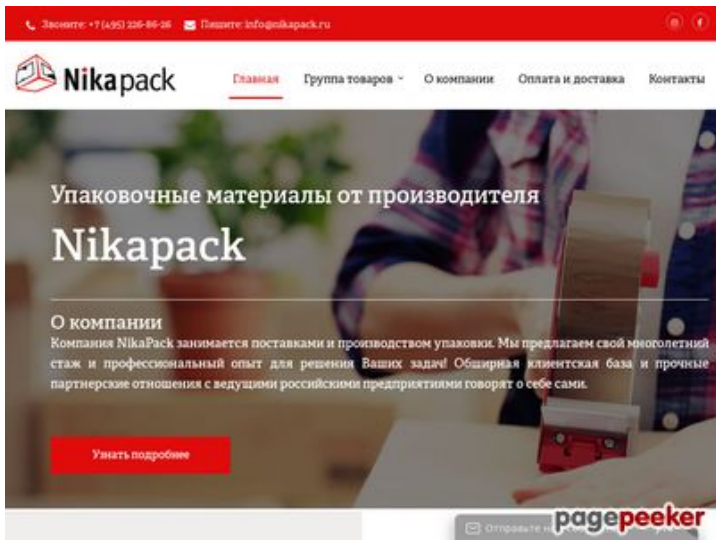 Звоните: +7 (495) 226-86-26 Пишите: info@nikapack.ru
Nikapack
Главная Группа товаров О компании Оплата и доставка Контакты
Упаковочные материалы от производителя
Nikapack
О компании
Компания NikaPack занимается поставками и производством упаковки. Мы предлагаем свой многолетний
стаж и профессиональный опыт для решения Ваших задач! Обширная клиентская база и прочные
партнерские отношения с ведущими российскими предприятиями говорят о себе сами.
Узнать подробнее
Отправьте
pagepeeker